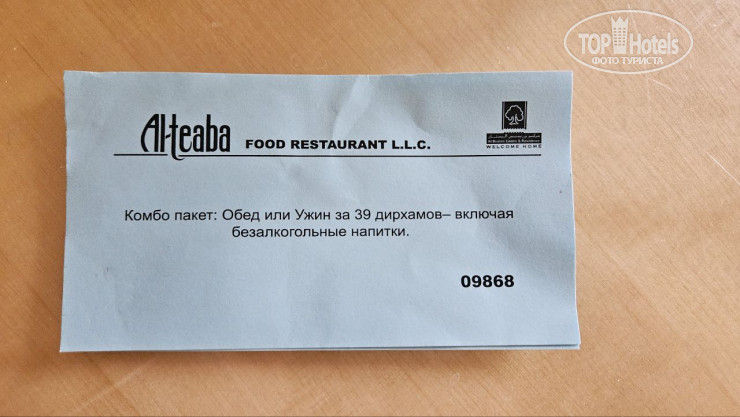 TOP Hotels
ФОТО ТУРИСТА
Al-teaba FOOD RESTAURANT L.L.C.
WELCOME HOME
Комбо пакет: Обед или Ужин за 39 дирхамов– включая
безалкогольные напитки.
09868